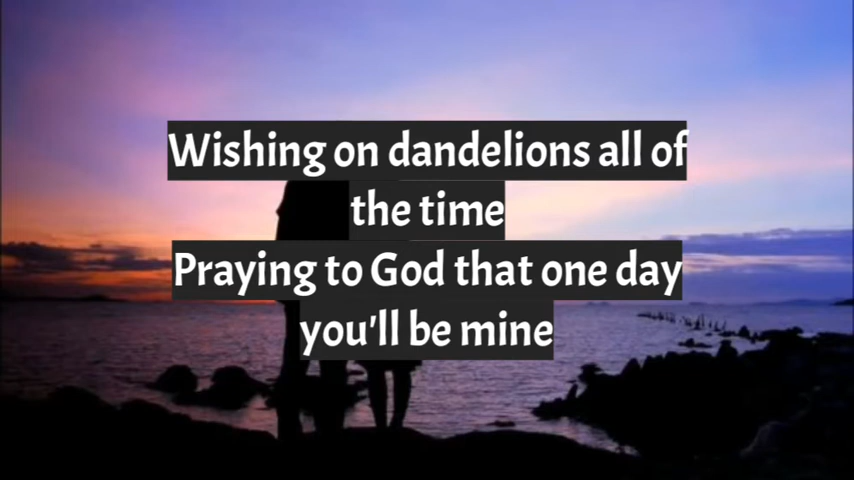 Wishing on dandelions all of
the time
Praying to God that one day
you'll be mine